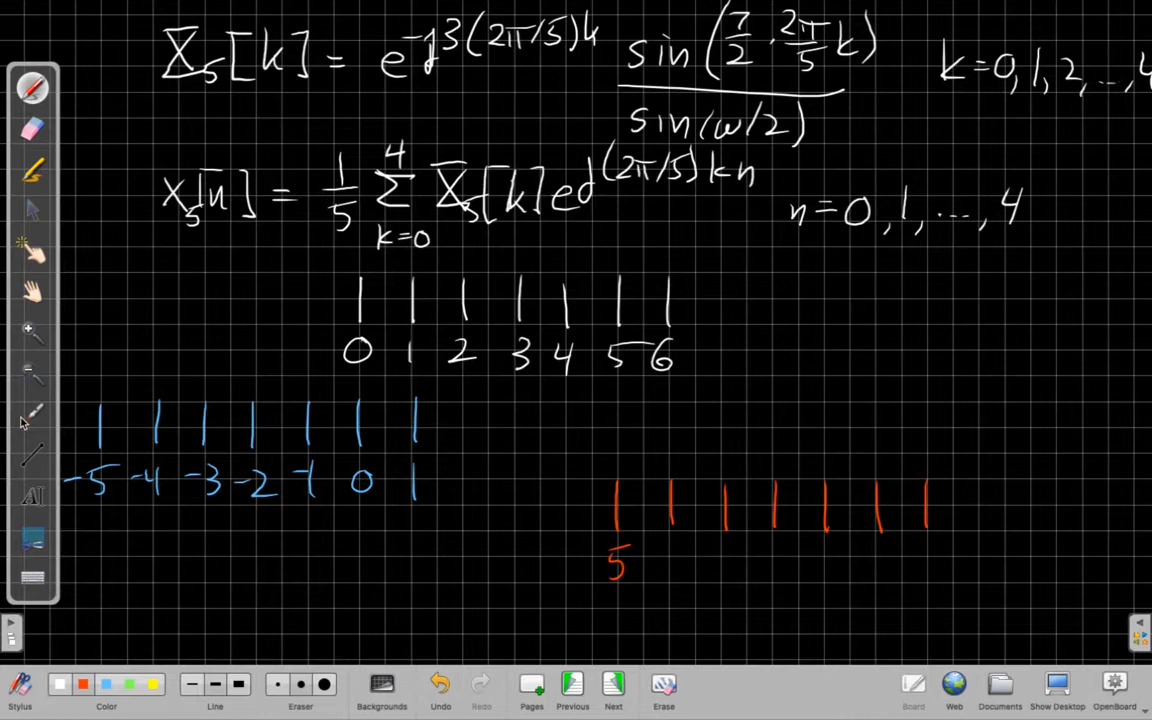 X₅[k] = e^{-j3(2π/5)k} sin(7/2 · 2π/5 k) / sin(ω/2) k=0,1,2,...,4
x₅[n] = 1/5 ∑_{k=0}^{4} X₅[k] e^{j(2π/5)kn} n=0,1,...,4
0 1 2 3 4 5 6
-5 -4 -3 -2 -1 0 1
5
Stylus Color Line Eraser Backgrounds Undo Redo Pages Previous Next Erase Board Web Documents Show Desktop OpenBoard